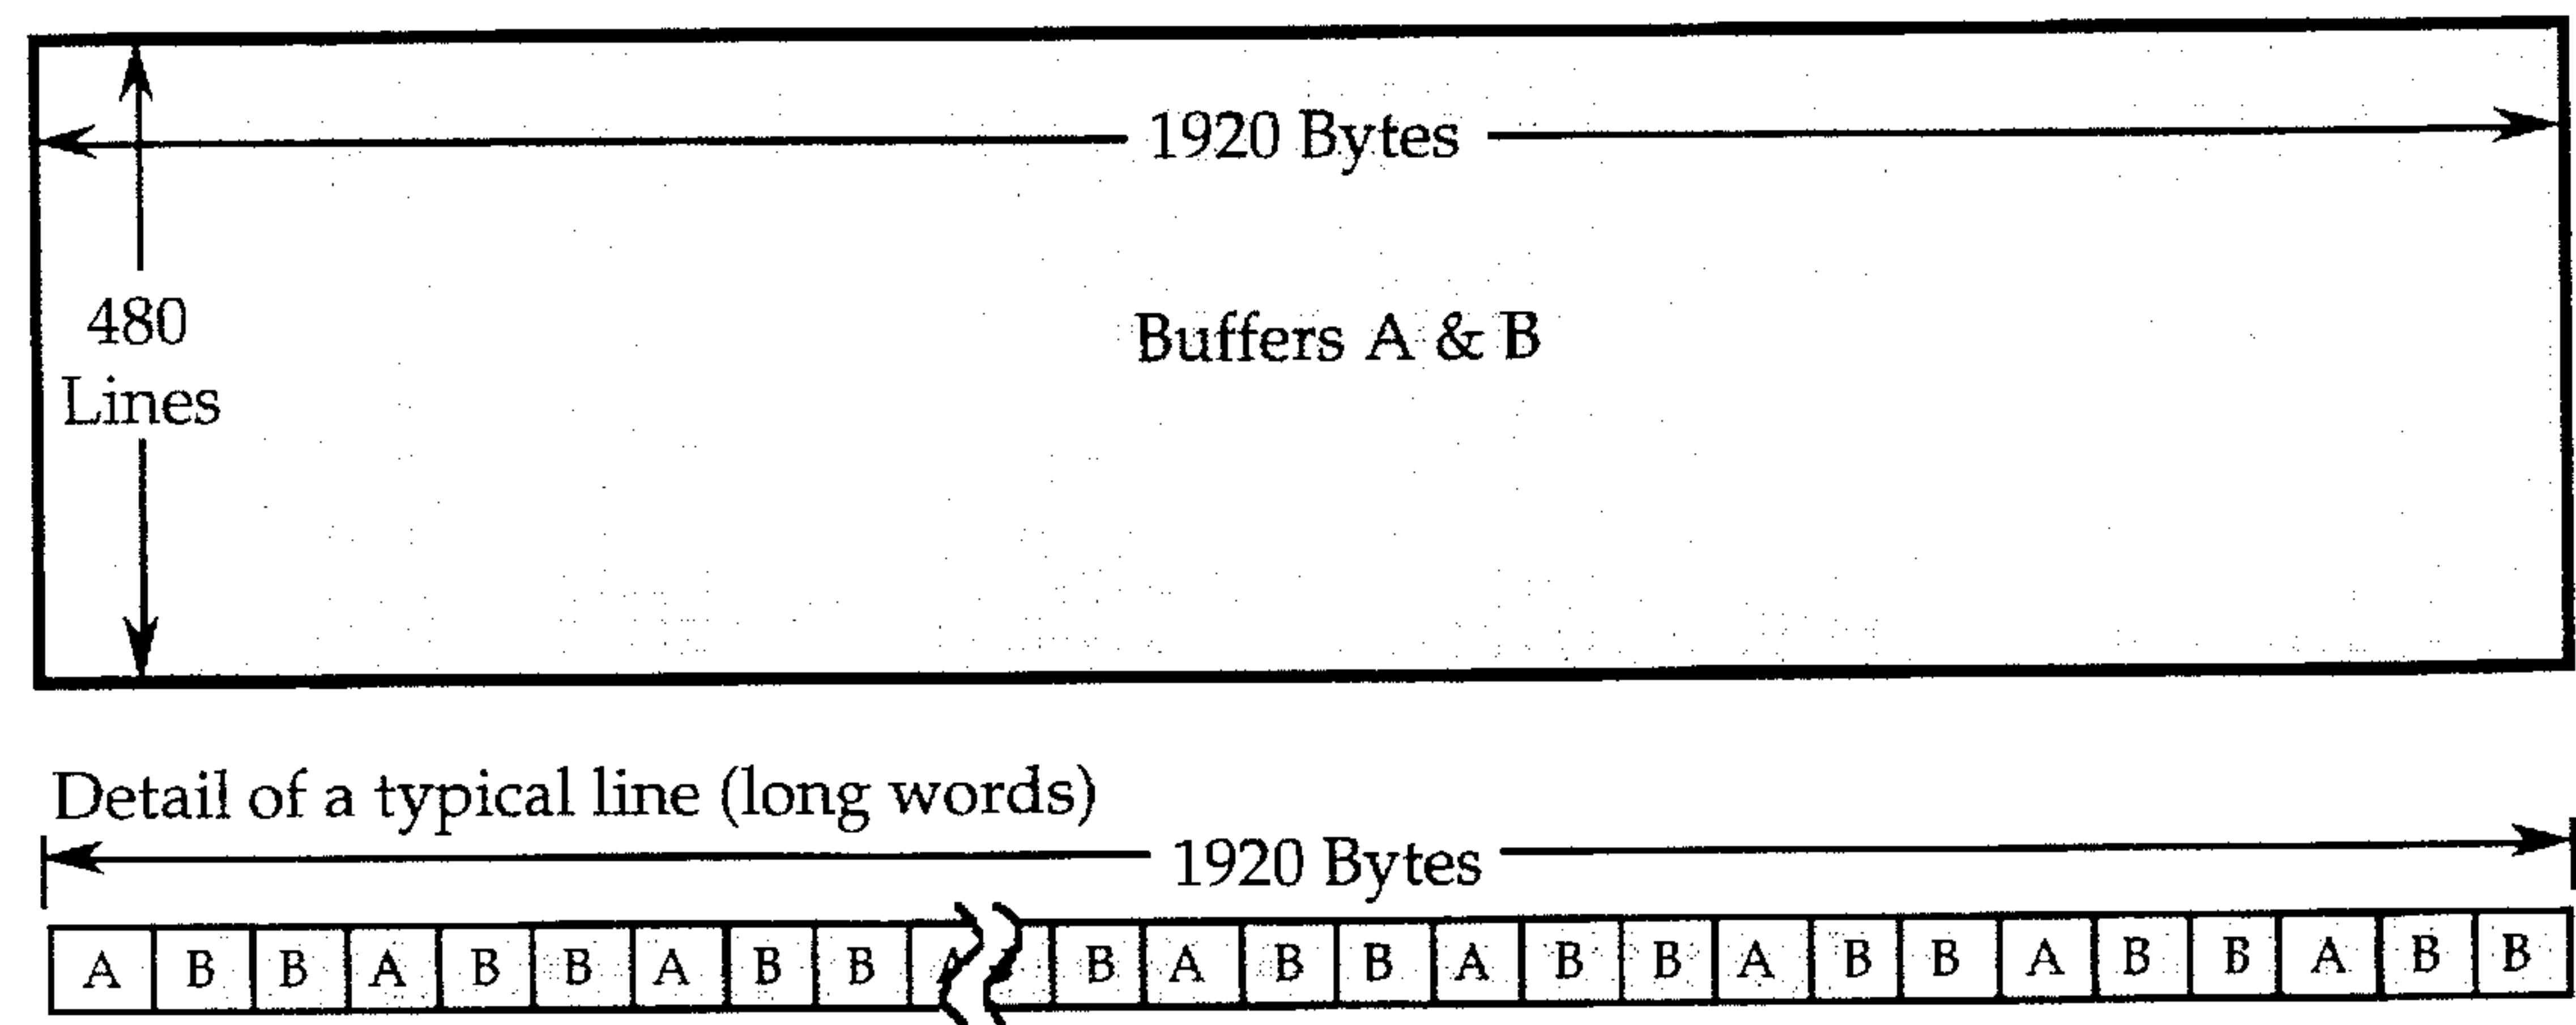 1920 Bytes
480
Lines
Buffers A & B
Detail of a typical line (long words)
1920 Bytes
A B B A B B A B B A B A B B A B B A B B A B B A B B